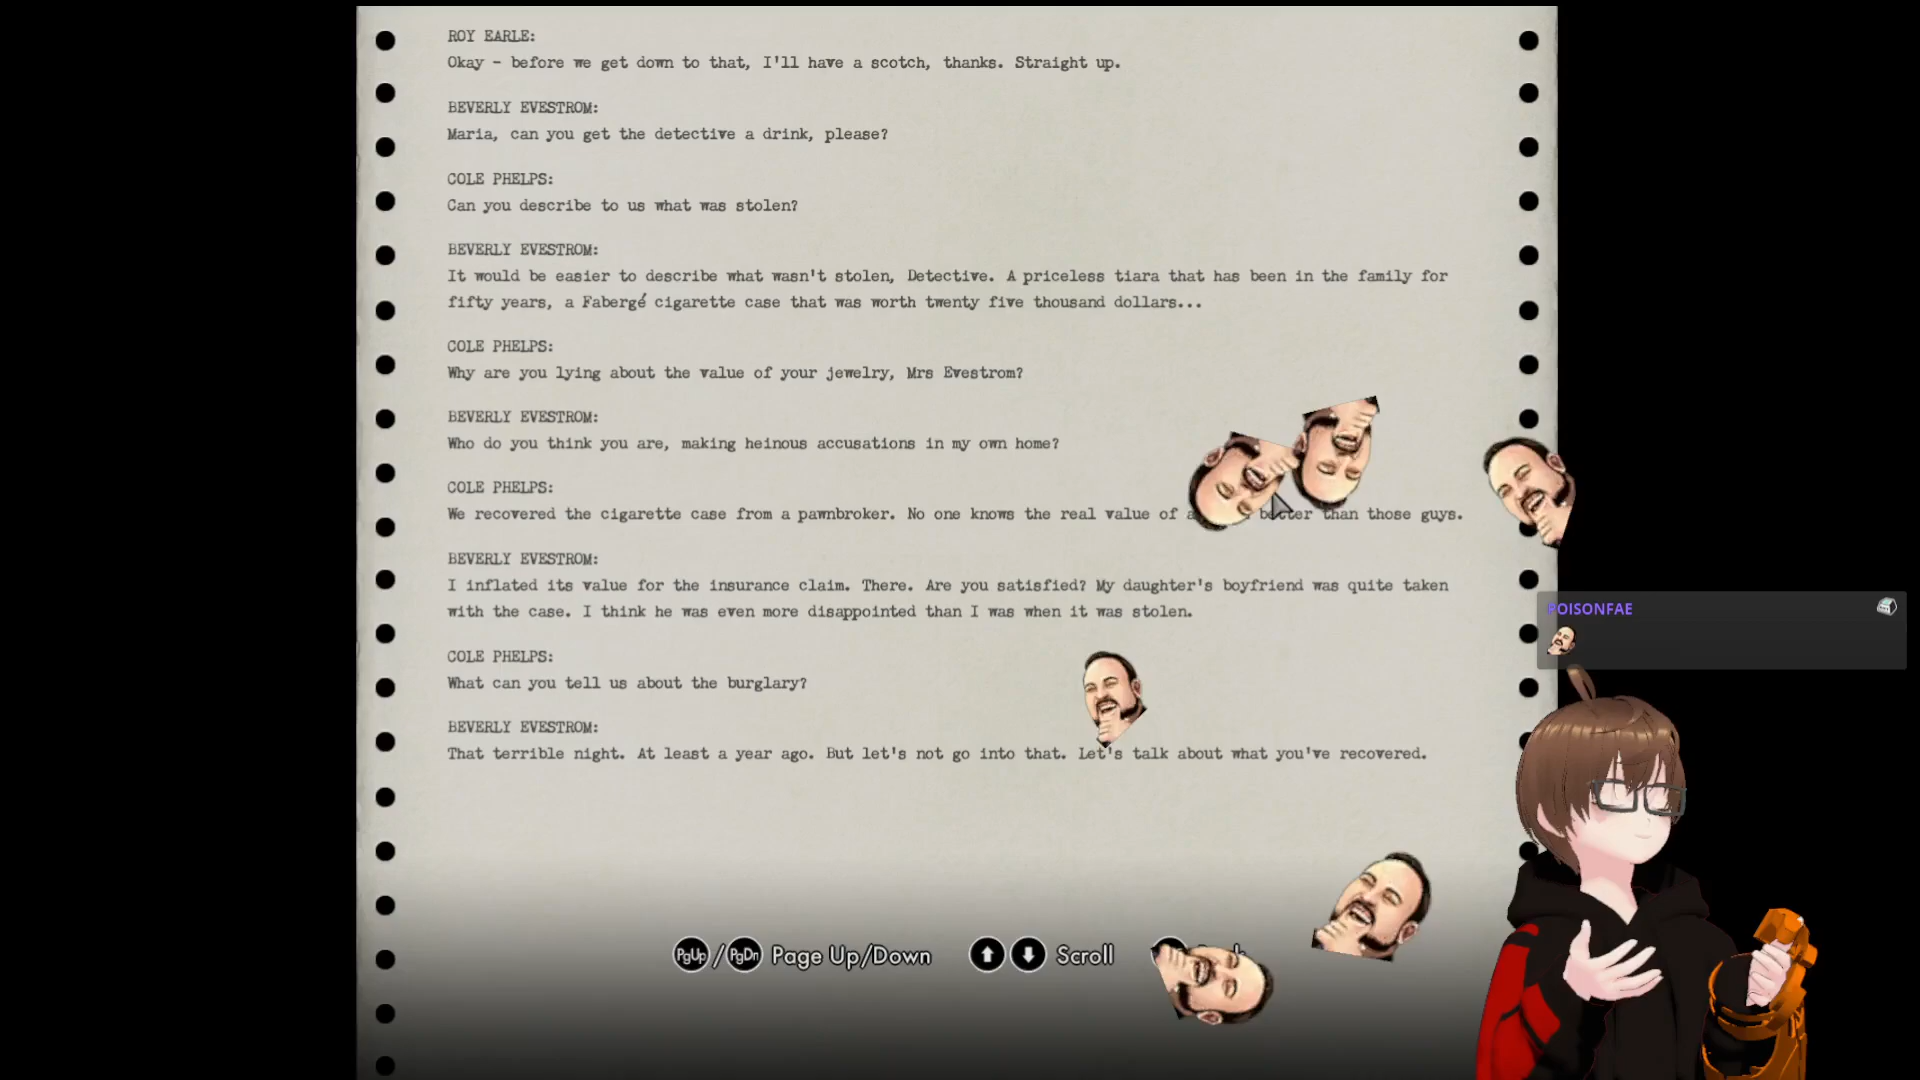 ROY EARLE:
Okay - before we get down to that, I'll have a scotch, thanks. Straight up.
BEVERLY EVESTROM:
Maria, can you get the detective a drink, please?
COLE PHELPS:
Can you describe to us what was stolen?
BEVERLY EVESTROM:
It would be easier to describe what wasn't stolen, Detective. A priceless tiara that has been in the family for
fifty years, a Fabergé cigarette case that was worth twenty five thousand dollars...
COLE PHELPS:
Why are you lying about the value of your jewelry, Mrs Evestrom?
BEVERLY EVESTROM:
Who do you think you are, making heinous accusations in my own home?
COLE PHELPS:
We recovered the cigarette case from a pawnbroker. No one knows the real value of better than those guys.
BEVERLY EVESTROM:
I inflated its value for the insurance claim. There. Are you satisfied? My daughter's boyfriend was quite taken
with the case. I think he was even more disappointed than I was when it was stolen.
POISONFAE
COLE PHELPS:
What can you tell us about the burglary?
BEVERLY EVESTROM:
That terrible night. At least a year ago. But let's not go into that. Let's talk about what you've recovered.
PgUp / PgDn Page Up/Down Scroll